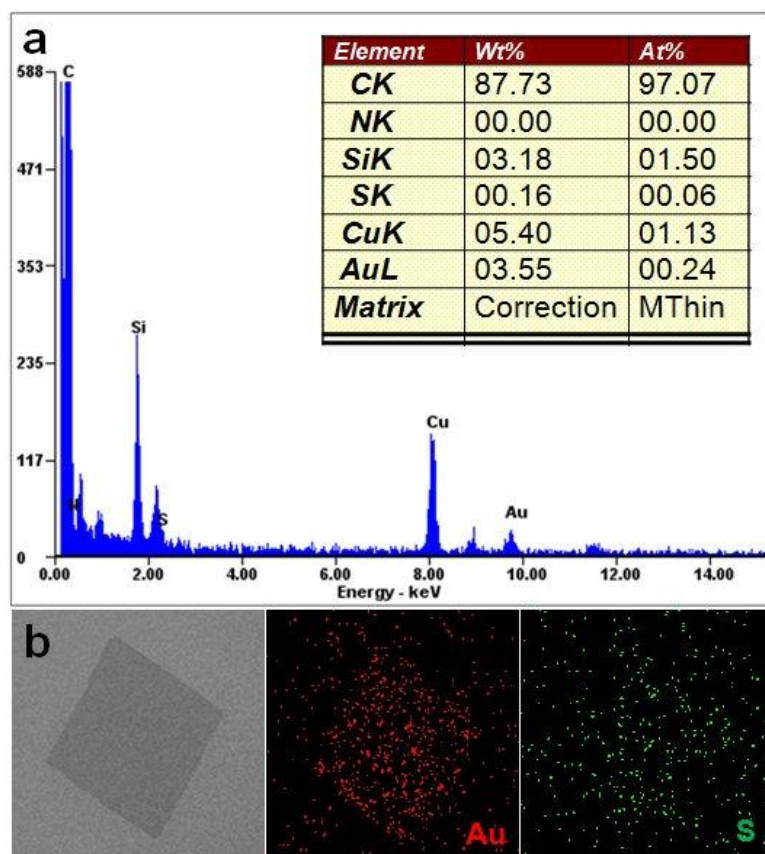 a
Element Wt% At%
CK 87.73 97.07
NK 00.00 00.00
SiK 03.18 01.50
SK 00.16 00.06
CuK 05.40 01.13
AuL 03.55 00.24
Matrix Correction MThin
588
471
353
235
117
0
C
N
Si
S
Cu
Au
0.00 2.00 4.00 6.00 8.00 10.00 12.00 14.00
Energy - keV
b
Au
S